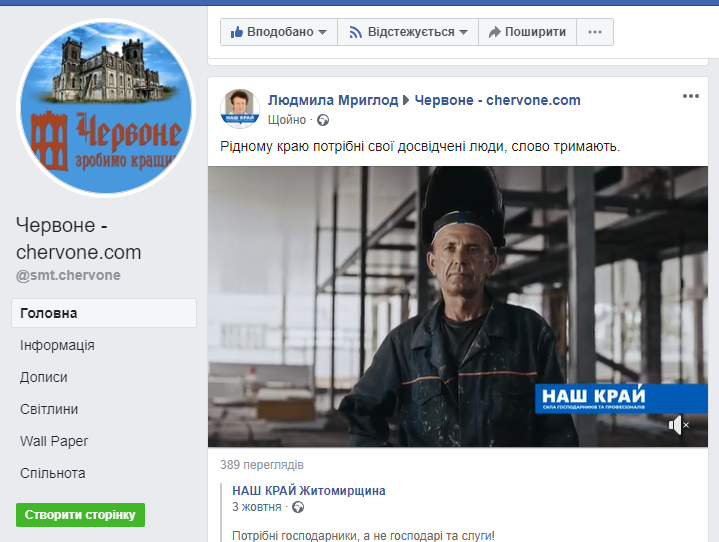 Вподобано
Відстежується
Поширити
Червоне
зробимо кращим
Червоне -
chervone.com
@smt.chervone
Головна
Інформація
Дописи
Світлини
Wall Paper
Спільнота
Створити сторінку
НАШ КРАЙ
Людмила Мриглод Червоне - chervone.com
Щойно ·
Рідному краю потрібні свої досвідчені люди, слово тримають.
НАШ КРАЙ
СИЛА ГОСПОДАРНИКІВ ТА ПРОФЕСІОНАЛІВ
389 переглядів
НАШ КРАЙ Житомирщина
3 жовтня ·
Потрібні господарники, а не господарі та слуги!